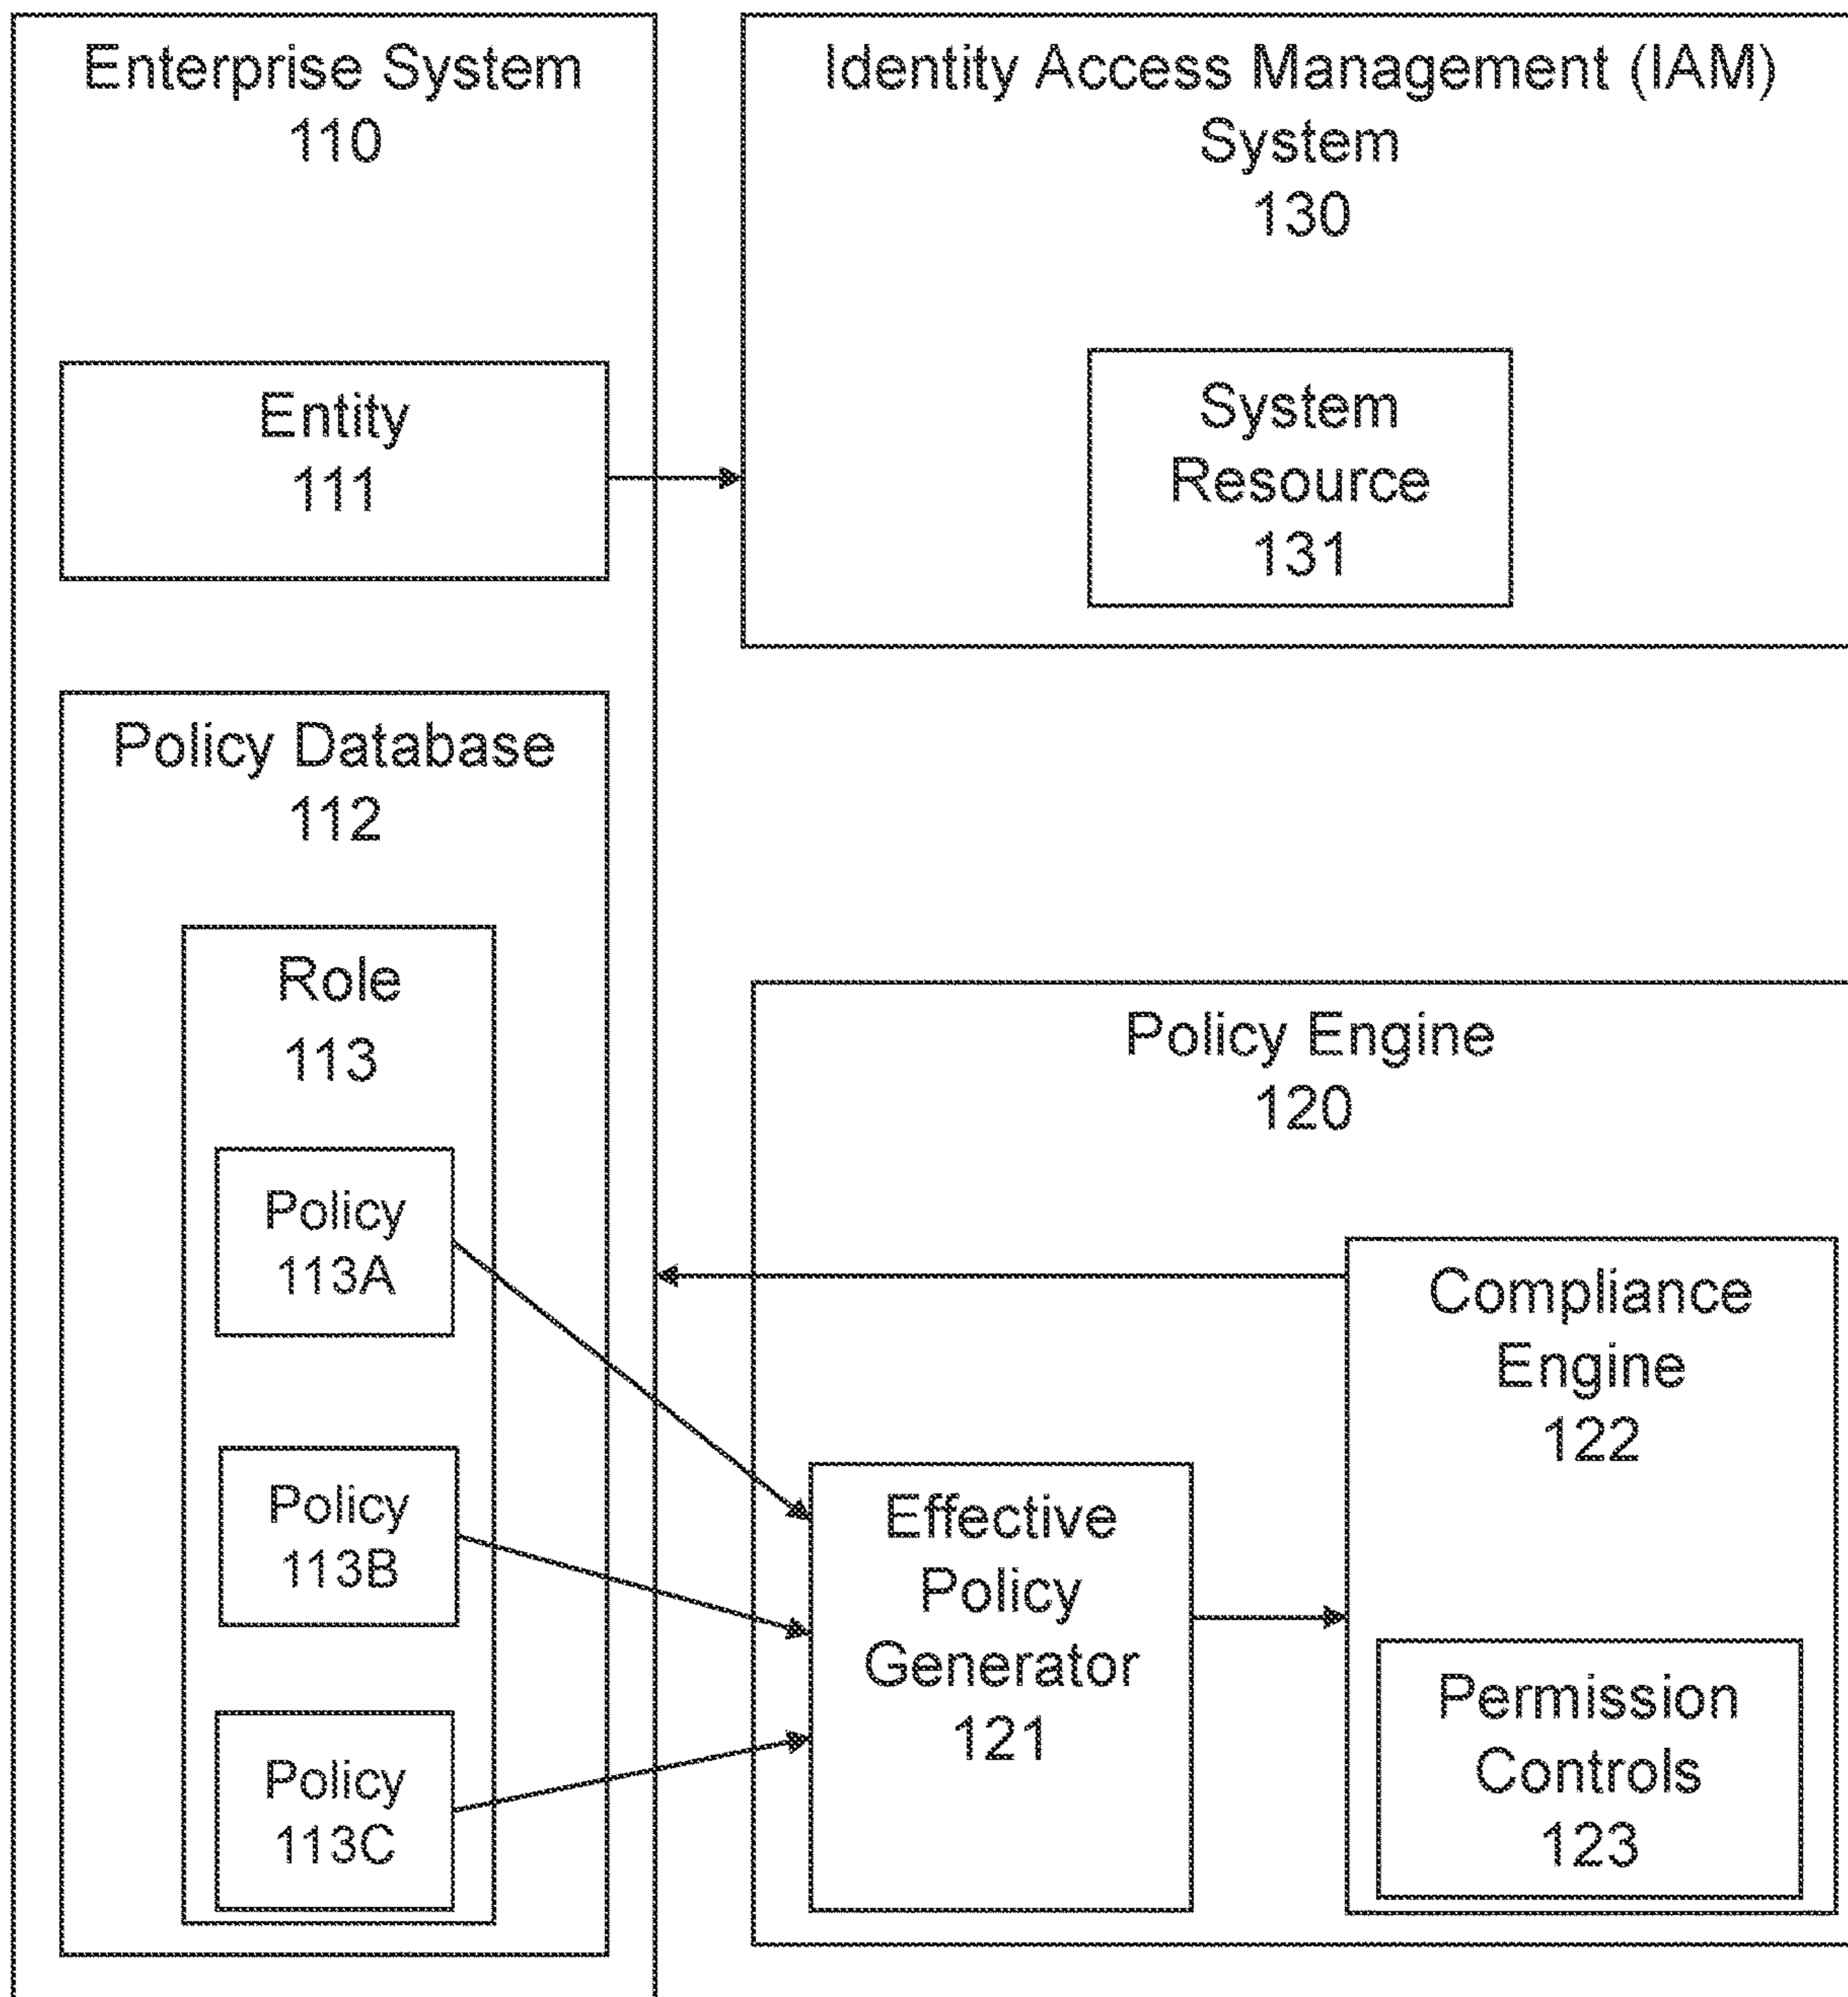 Enterprise System
110
Entity
111
Policy Database
112
Role
113
Policy
113A
Policy
113B
Policy
113C
Identity Access Management (IAM)
System
130
System
Resource
131
Policy Engine
120
Effective
Policy
Generator
121
Compliance
Engine
122
Permission
Controls
123